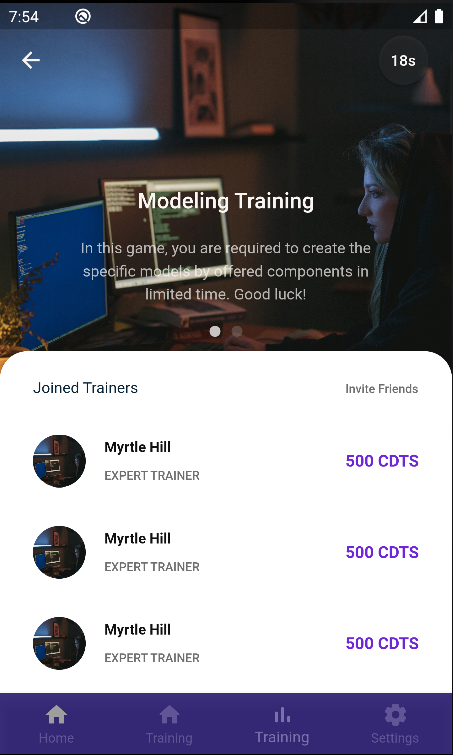 7:54
18s
Modeling Training
In this game, you are required to create the
specific models by offered components in
limited time. Good luck!
Joined Trainers
Invite Friends
Myrtle Hill
500 CDTS
EXPERT TRAINER
Myrtle Hill
500 CDTS
EXPERT TRAINER
Myrtle Hill
500 CDTS
EXPERT TRAINER
Home
Training
Training
Settings